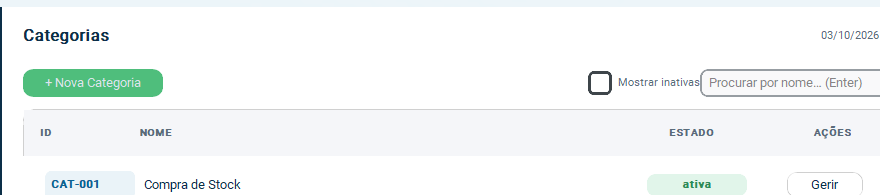 Categorias 03/10/2026
+ Nova Categoria Mostrar inativas Procurar por nome... (Enter)
ID NOME ESTADO AÇÕES
CAT-001 Compra de Stock ativa Gerir